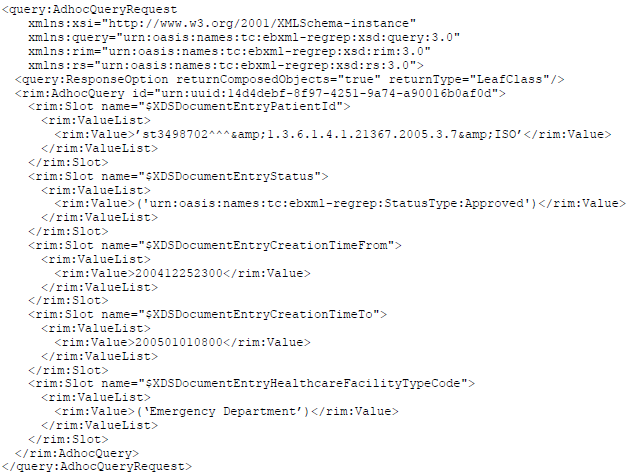 <query:AdhocQueryRequest
xmlns:xsi="http://www.w3.org/2001/XMLSchema-instance"
xmlns:query="urn:oasis:names:tc:ebxml-regrep:xsd:query:3.0"
xmlns:rim="urn:oasis:names:tc:ebxml-regrep:xsd:rim:3.0"
xmlns:rs="urn:oasis:names:tc:ebxml-regrep:xsd:rs:3.0">
<query:ResponseOption returnComposedObjects="true" returnType="LeafClass"/>
<rim:AdhocQuery id="urn:uuid:14d4debf-8f97-4251-9a74-a90016b0af0d">
<rim:Slot name="$XDSDocumentEntryPatientId">
<rim:ValueList>
<rim:Value>’st3498702^^^&amp;1.3.6.1.4.1.21367.2005.3.7&amp;ISO’</rim:Value>
</rim:ValueList>
</rim:Slot>
<rim:Slot name="$XDSDocumentEntryStatus">
<rim:ValueList>
<rim:Value>('urn:oasis:names:tc:ebxml-regrep:StatusType:Approved')</rim:Value>
</rim:ValueList>
</rim:Slot>
<rim:Slot name="$XDSDocumentEntryCreationTimeFrom">
<rim:ValueList>
<rim:Value>200412252300</rim:Value>
</rim:ValueList>
</rim:Slot>
<rim:Slot name="$XDSDocumentEntryCreationTimeTo">
<rim:ValueList>
<rim:Value>200501010800</rim:Value>
</rim:ValueList>
</rim:Slot>
<rim:Slot name="$XDSDocumentEntryHealthcareFacilityTypeCode">
<rim:ValueList>
<rim:Value>(‘Emergency Department’)</rim:Value>
</rim:ValueList>
</rim:Slot>
</rim:AdhocQuery>
</query:AdhocQueryRequest>